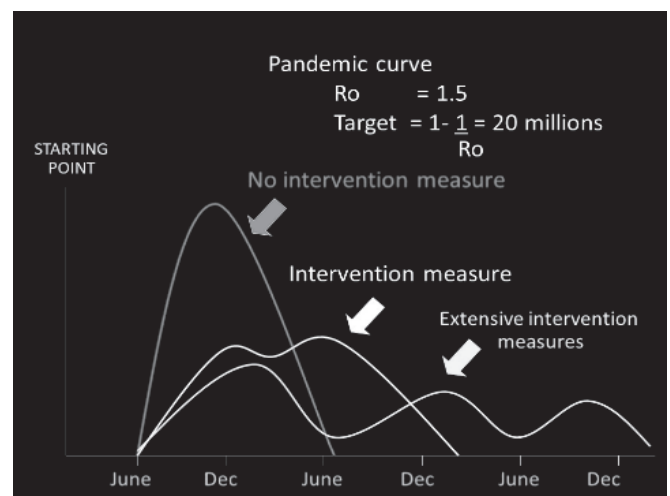 Pandemic curve
Ro = 1.5
Target = 1- 1 = 20 millions
Ro
STARTING
POINT
No intervention measure
Intervention measure
Extensive intervention
measures
June Dec June Dec June Dec